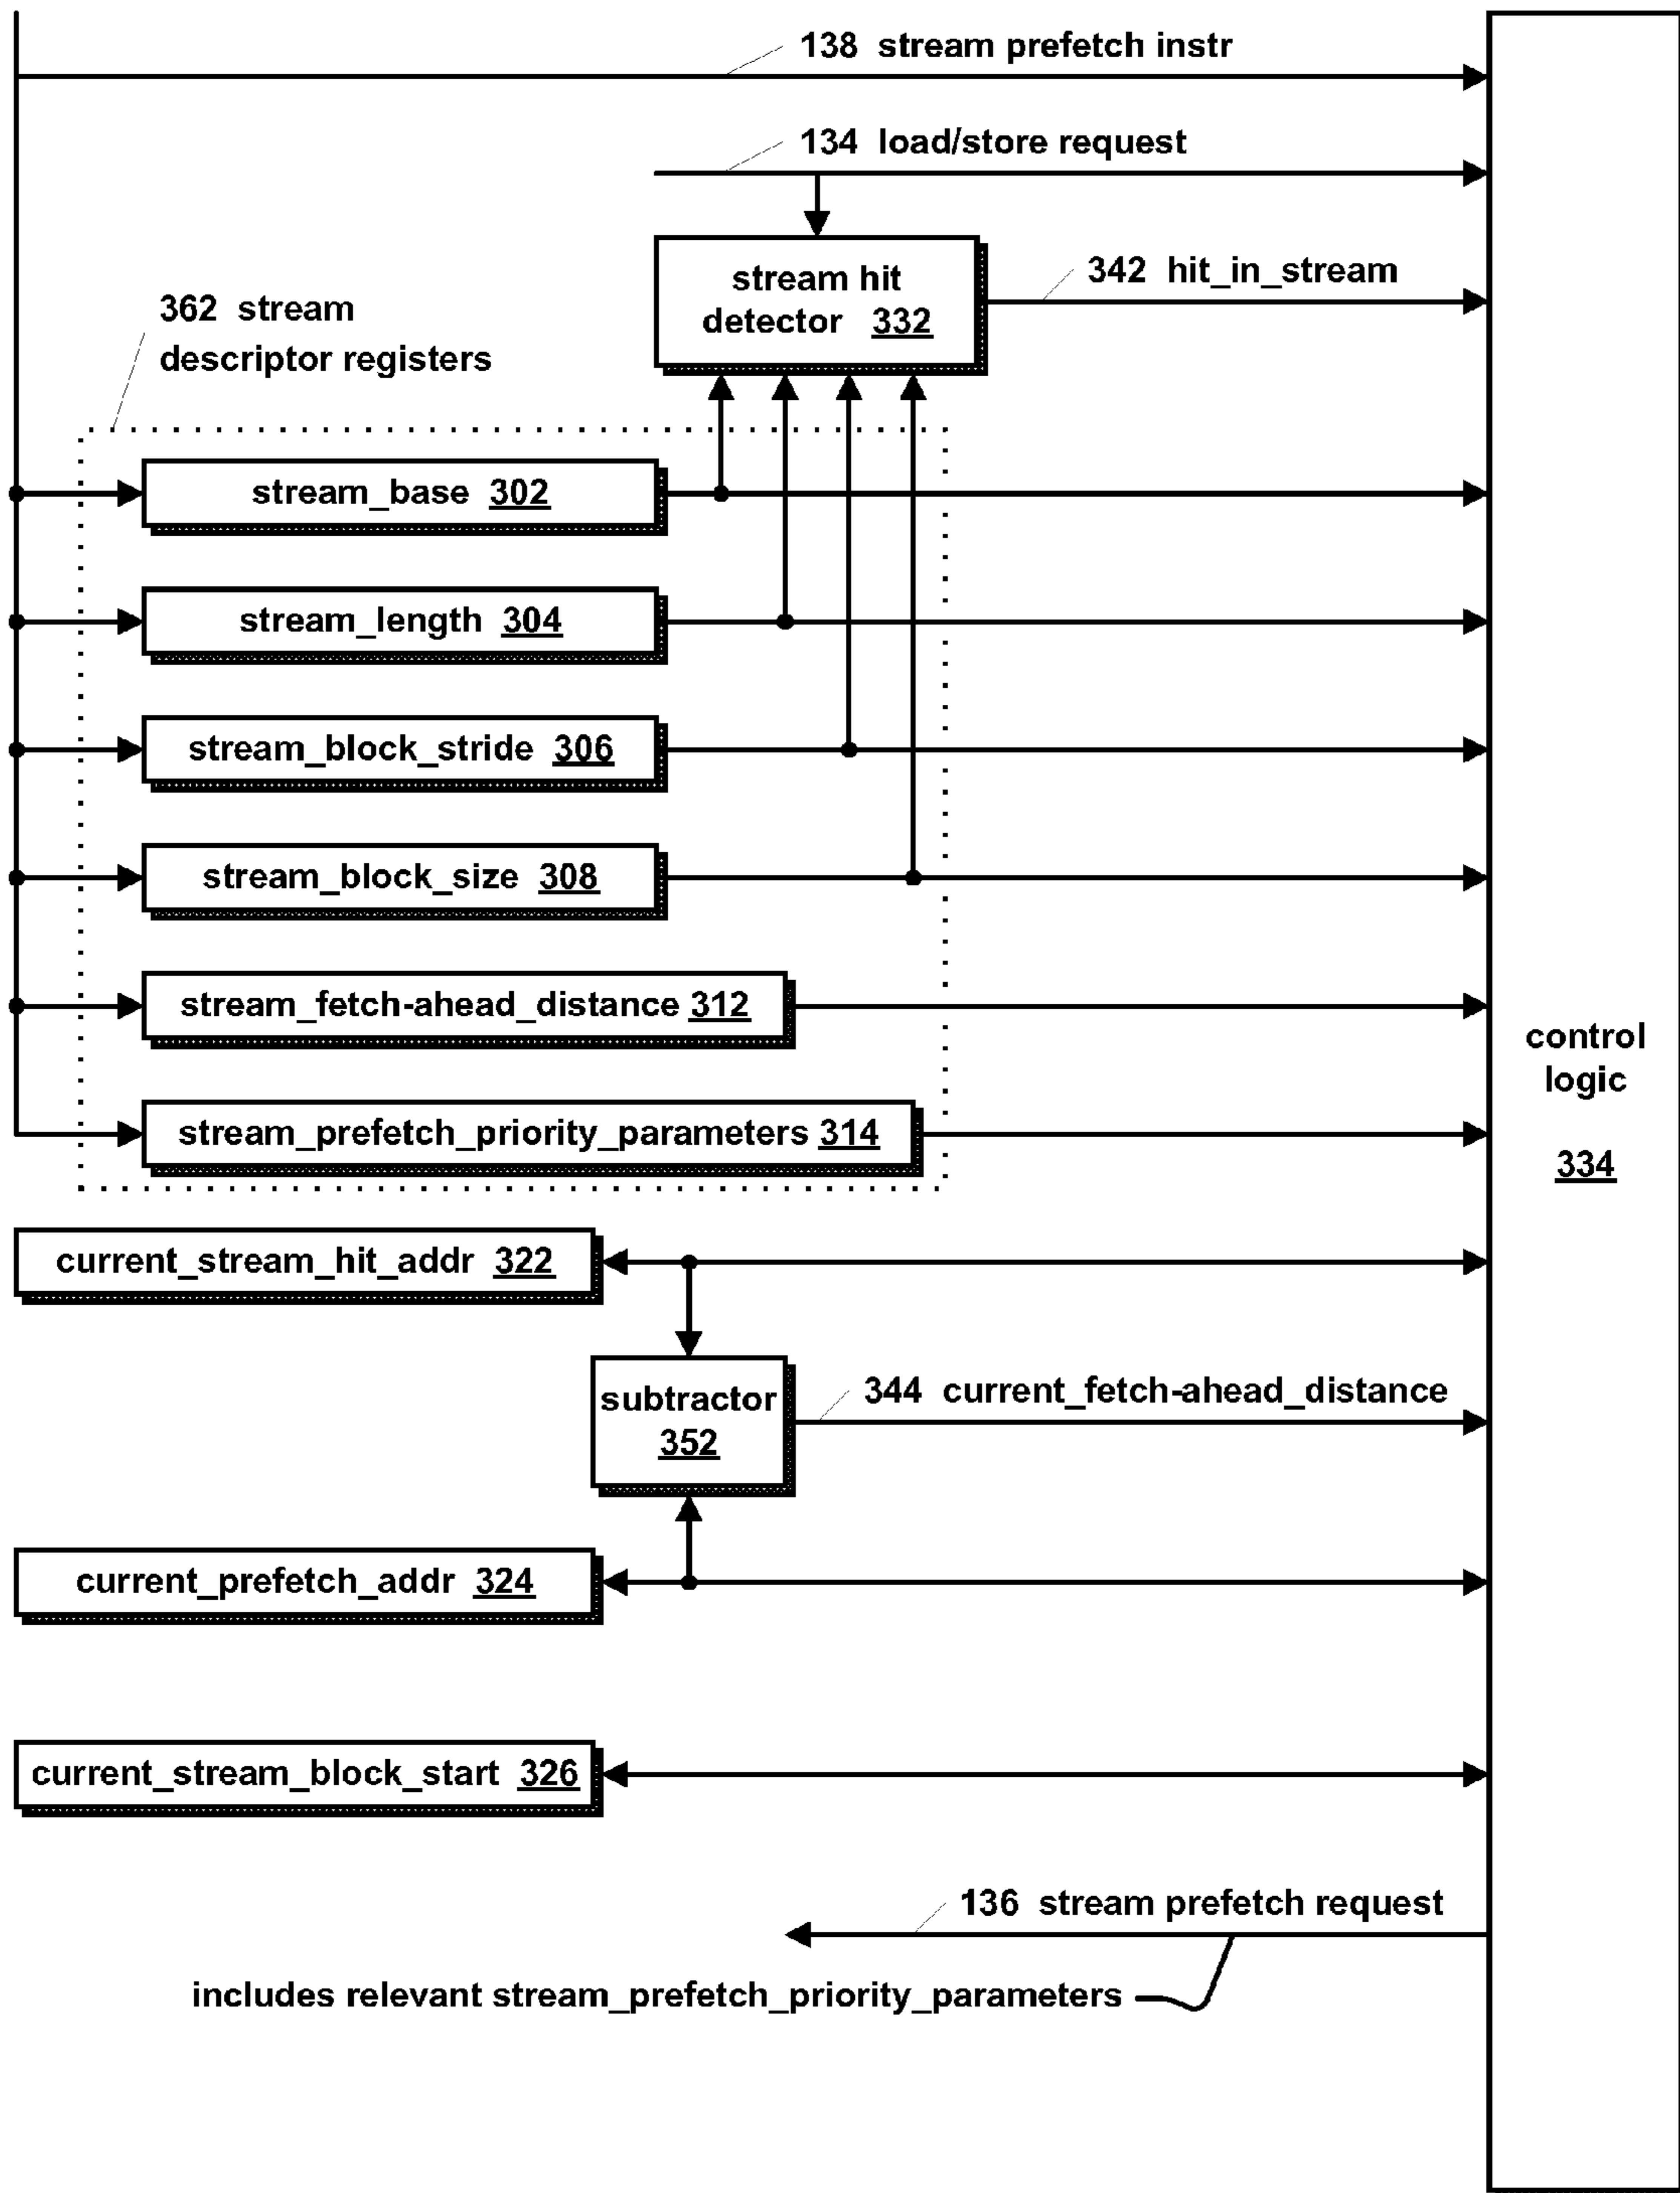 138 stream prefetch instr
134 load/store request
stream hit
detector 332
342 hit_in_stream
362 stream
descriptor registers
stream_base 302
stream_length 304
stream_block_stride 306
stream_block_size 308
stream_fetch-ahead_distance 312
stream_prefetch_priority_parameters 314
control
logic
334
current_stream_hit_addr 322
subtractor
352
344 current_fetch-ahead_distance
current_prefetch_addr 324
current_stream_block_start 326
136 stream prefetch request
includes relevant stream_prefetch_priority_parameters